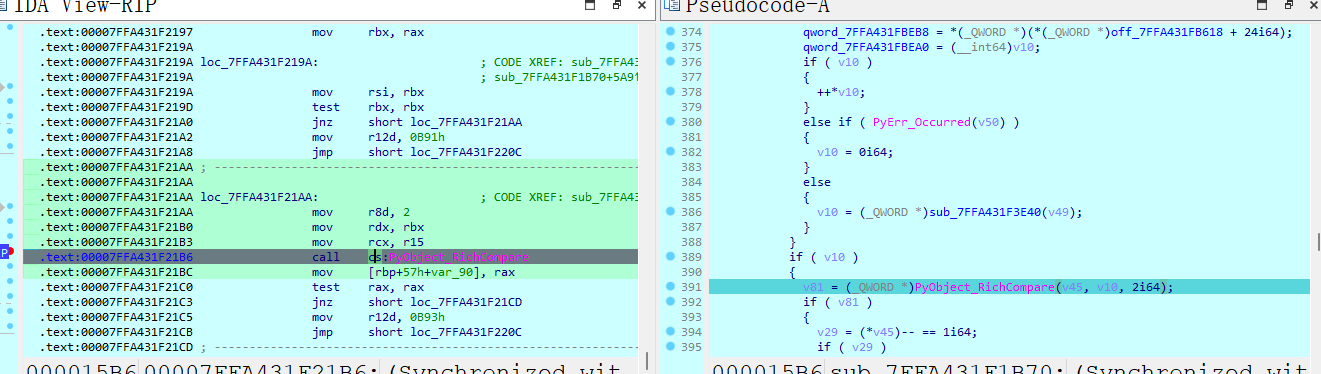 IDA View-RIP
.text:00007FFA431F2197 mov rbx, rax
.text:00007FFA431F219A
.text:00007FFA431F219A loc_7FFA431F219A: ; CODE XREF: sub_7FFA43
.text:00007FFA431F219A ; sub_7FFA431F1B70+5A9↑
.text:00007FFA431F219A mov rsi, rbx
.text:00007FFA431F219D test rbx, rbx
.text:00007FFA431F21A0 jnz short loc_7FFA431F21AA
.text:00007FFA431F21A2 mov r12d, 0B91h
.text:00007FFA431F21A8 jmp short loc_7FFA431F220C
.text:00007FFA431F21AA ; ---------------------------------------------------------
.text:00007FFA431F21AA
.text:00007FFA431F21AA loc_7FFA431F21AA: ; CODE XREF: sub_7FFA43
.text:00007FFA431F21AA mov r8d, 2
.text:00007FFA431F21B0 mov rdx, rbx
.text:00007FFA431F21B3 mov rcx, r15
.text:00007FFA431F21B6 call cs:PyObject_RichCompare
.text:00007FFA431F21BC mov [rbp+57h+var_90], rax
.text:00007FFA431F21C0 test rax, rax
.text:00007FFA431F21C3 jnz short loc_7FFA431F21CD
.text:00007FFA431F21C5 mov r12d, 0B93h
.text:00007FFA431F21CB jmp short loc_7FFA431F220C
.text:00007FFA431F21CD ; ---------------------------------------------------------
000015B6 00007FFA431F21B6: (Synchronized wit
Pseudocode-A
374 qword_7FFA431FBEB8 = *(_QWORD *)(*(_QWORD *)off_7FFA431FB618 + 24i64);
375 qword_7FFA431FBEA0 = (__int64)v10;
376 if ( v10 )
377 {
378 ++*v10;
379 }
380 else if ( PyErr_Occurred(v50) )
381 {
382 v10 = 0i64;
383 }
384 else
385 {
386 v10 = (_QWORD *)sub_7FFA431F3E40(v49);
387 }
388 }
389 if ( v10 )
390 {
391 v81 = (_QWORD *)PyObject_RichCompare(v45, v10, 2i64);
392 if ( v81 )
393 {
394 v29 = (*v45)-- == 1i64;
395 if ( v29 )
000015B6 sub_7FFA431F1B70: (Synchronized w